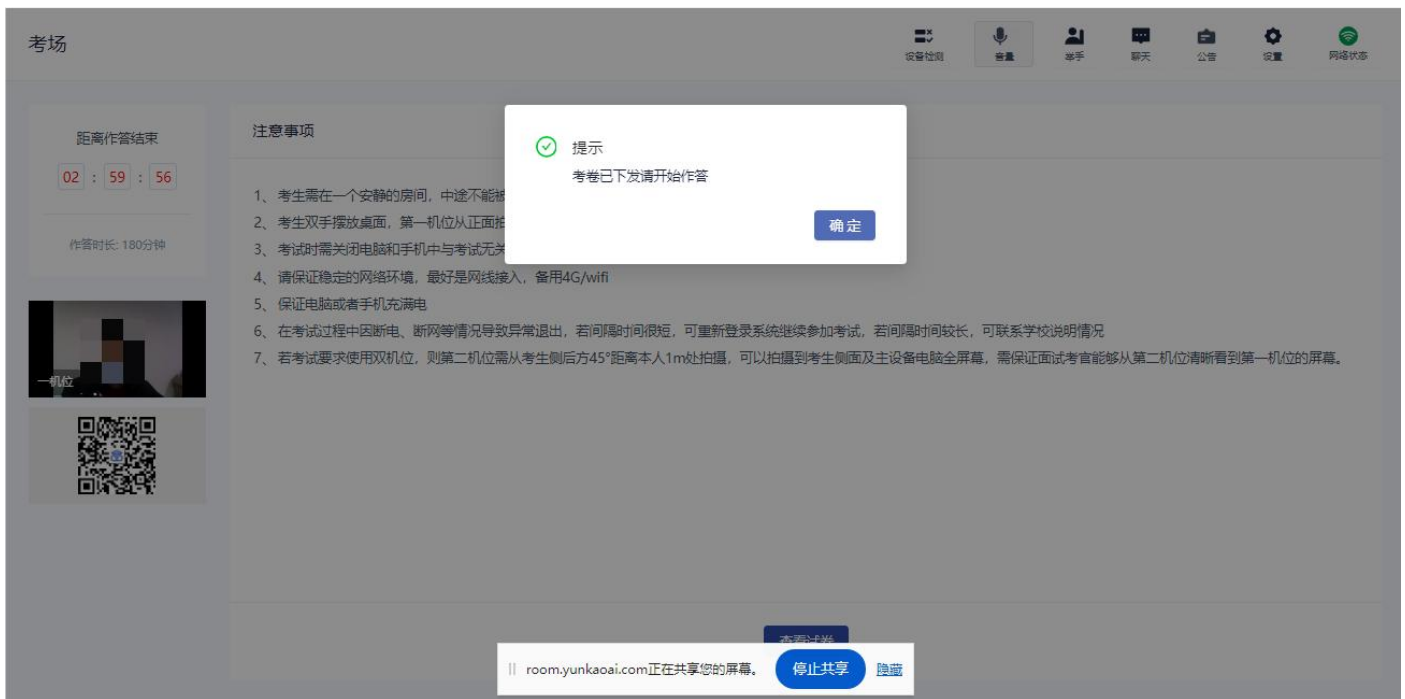 考场
设备检测
音量
举手
聊天
公告
设置
网络状态
距离作答结束
02 : 59 : 56
作答时长: 180分钟
一机位
注意事项
1、 考生需在一个安静的房间, 中途不能被
2、 考生双手摆放桌面, 第一机位从正面拍
3、 考试时需关闭电脑和手机中与考试无关
4、 请保证稳定的网络环境, 最好是网线接入, 备用4G/wifi
5、 保证电脑或者手机充满电
6、 在考试过程中因断电、断网等情况导致异常退出, 若间隔时间很短, 可重新登录系统继续参加考试, 若间隔时间较长, 可联系学校说明情况
7、 若考试要求使用双机位, 则第二机位需从考生侧后方45°距离本人1m处拍摄, 可以拍摄到考生侧面及主设备电脑全屏幕, 需保证面试考官能够从第二机位清晰看到第一机位的屏幕。
提示
考卷已下发请开始作答
确定
查看试卷
room.yunkaoai.com正在共享您的屏幕。
停止共享
隐藏